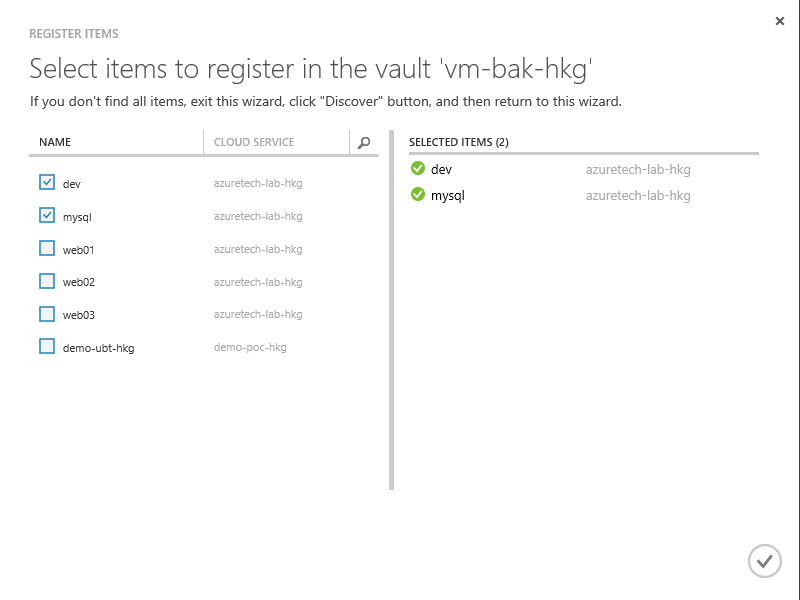 REGISTER ITEMS
Select items to register in the vault 'vm-bak-hkg'
If you don't find all items, exit this wizard, click "Discover" button, and then return to this wizard.
NAME CLOUD SERVICE
dev azuretech-lab-hkg
mysql azuretech-lab-hkg
web01 azuretech-lab-hkg
web02 azuretech-lab-hkg
web03 azuretech-lab-hkg
demo-ubt-hkg demo-poc-hkg
SELECTED ITEMS (2)
dev azuretech-lab-hkg
mysql azuretech-lab-hkg